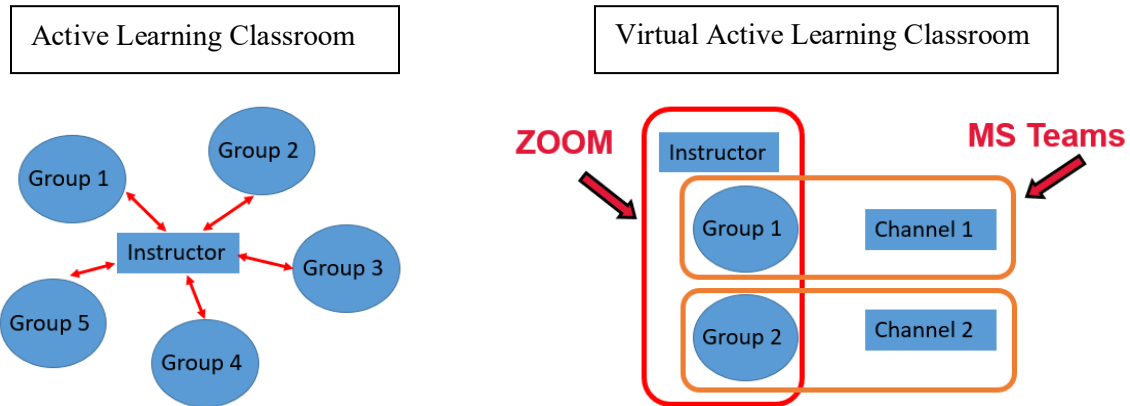 Active Learning Classroom
Group 1
Group 2
Instructor
Group 3
Group 5
Group 4
Virtual Active Learning Classroom
ZOOM
MS Teams
Instructor
Group 1
Channel 1
Group 2
Channel 2